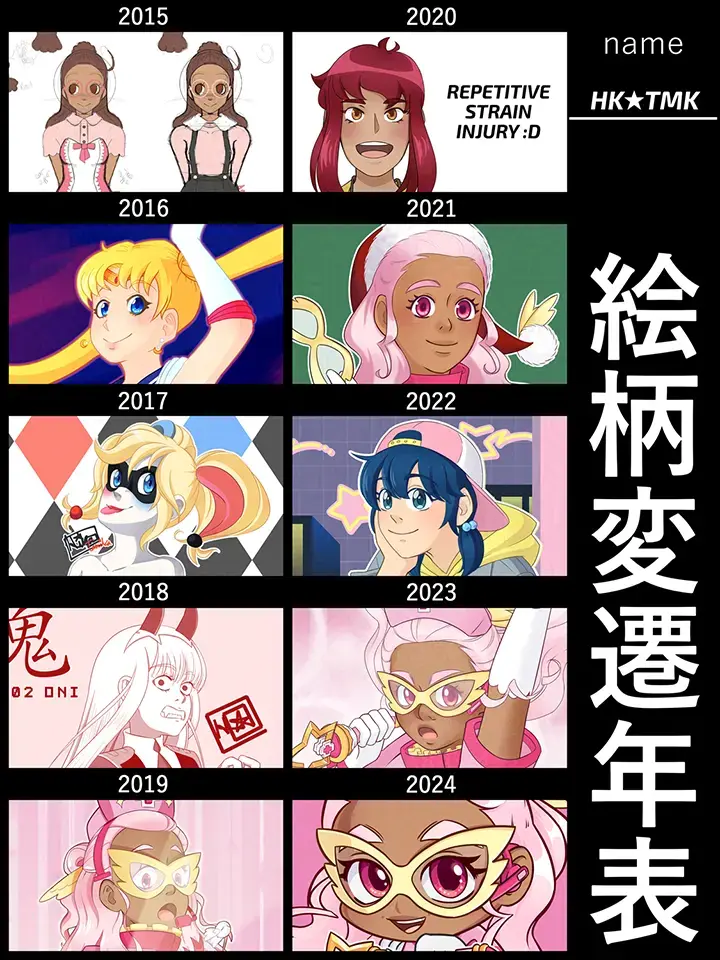 2015
2020
REPETITIVE
STRAIN
INJURY :D
name
HK★TMK
2016
2021
2017
2022
2018
2023
鬼
02 ONI
2019
2024
絵柄変遷年表